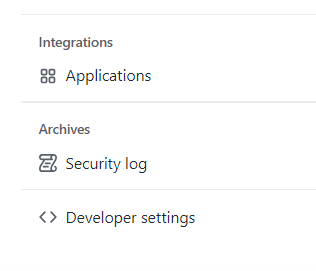 Integrations
Applications
Archives
Security log
Developer settings